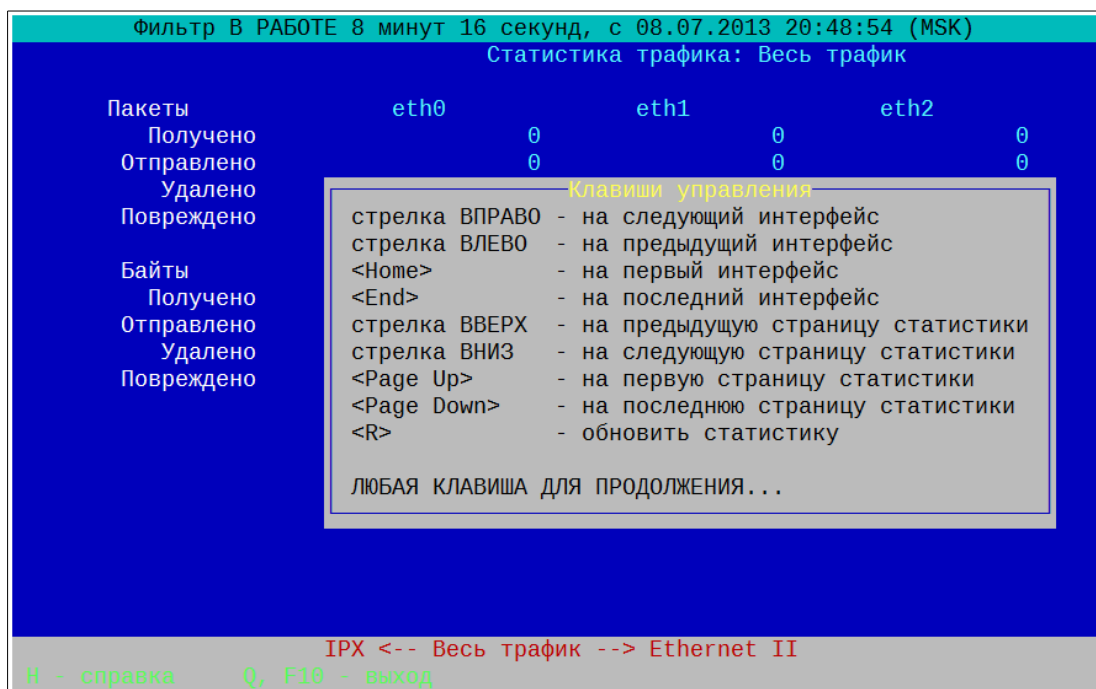 Фильтр В РАБОТЕ 8 минут 16 секунд, с 08.07.2013 20:48:54 (MSK)
Статистика трафика: Весь трафик
Пакеты eth0 eth1 eth2
Получено 0 0 0
Отправлено 0 0 0
Удалено
Повреждено
Байты
Получено
Отправлено
Удалено
Повреждено
Клавиши управления
стрелка ВПРАВО - на следующий интерфейс
стрелка ВЛЕВО - на предыдущий интерфейс
<Home> - на первый интерфейс
<End> - на последний интерфейс
стрелка ВВЕРХ - на предыдущую страницу статистики
стрелка ВНИЗ - на следующую страницу статистики
<Page Up> - на первую страницу статистики
<Page Down> - на последнюю страницу статистики
<R> - обновить статистику
ЛЮБАЯ КЛАВИША ДЛЯ ПРОДОЛЖЕНИЯ...
IPX <-- Весь трафик --> Ethernet II
H - справка Q, F10 - выход